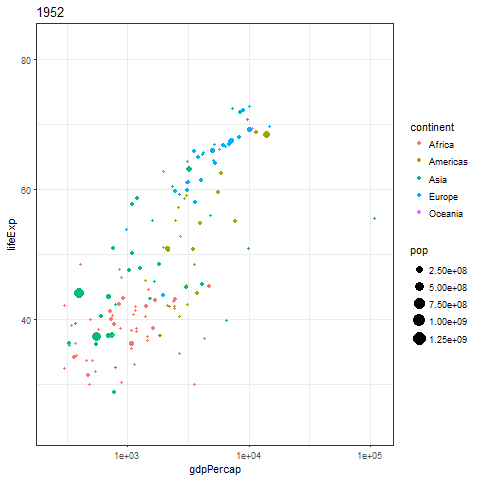 1952
80
60
40
lifeExp
1e+03
1e+04
1e+05
gdpPercap
continent
Africa
Americas
Asia
Europe
Oceania
pop
2.50e+08
5.00e+08
7.50e+08
1.00e+09
1.25e+09